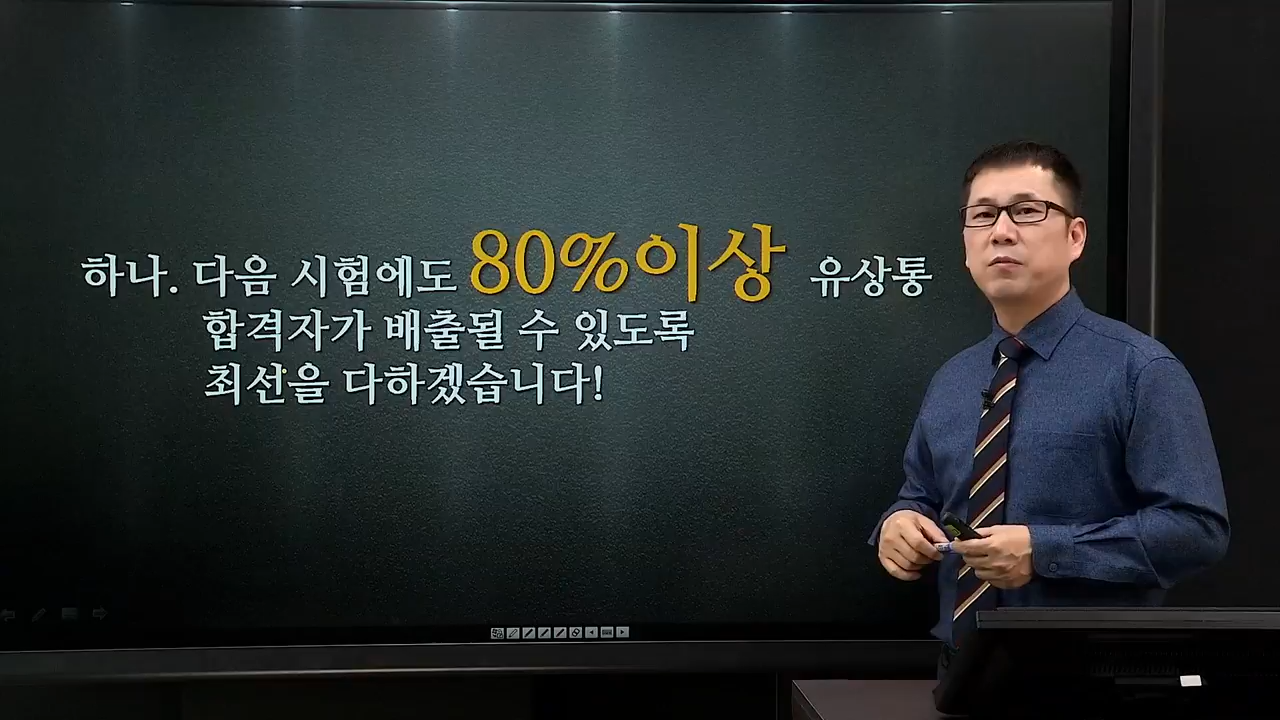 하나. 다음 시험에도 80%이상 유상통
합격자가 배출될 수 있도록
최선을 다하겠습니다!